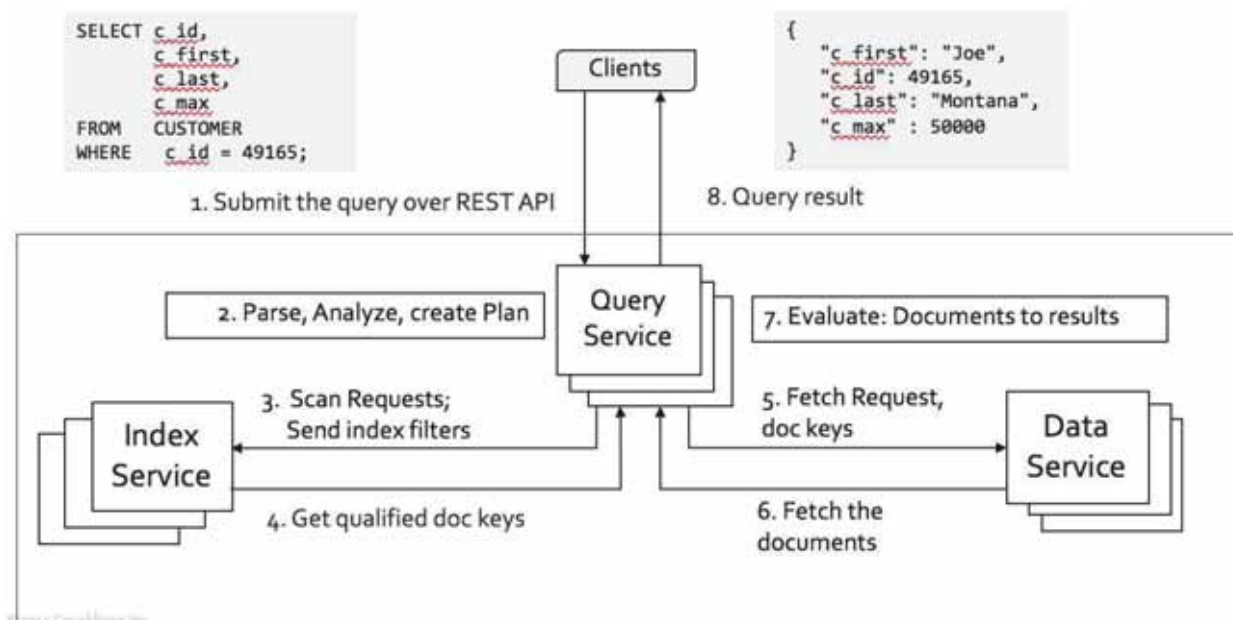 SELECT c_id,
c_first,
c_last,
c_max
FROM CUSTOMER
WHERE c_id = 49165;
Clients
{
"c_first": "Joe",
"c_id": 49165,
"c_last": "Montana",
"c_max" : 50000
}
1. Submit the query over REST API
8. Query result
2. Parse, Analyze, create Plan
Query
Service
7. Evaluate: Documents to results
3. Scan Requests;
Send index filters
5. Fetch Request,
doc keys
Index
Service
Data
Service
4. Get qualified doc keys
6. Fetch the
documents